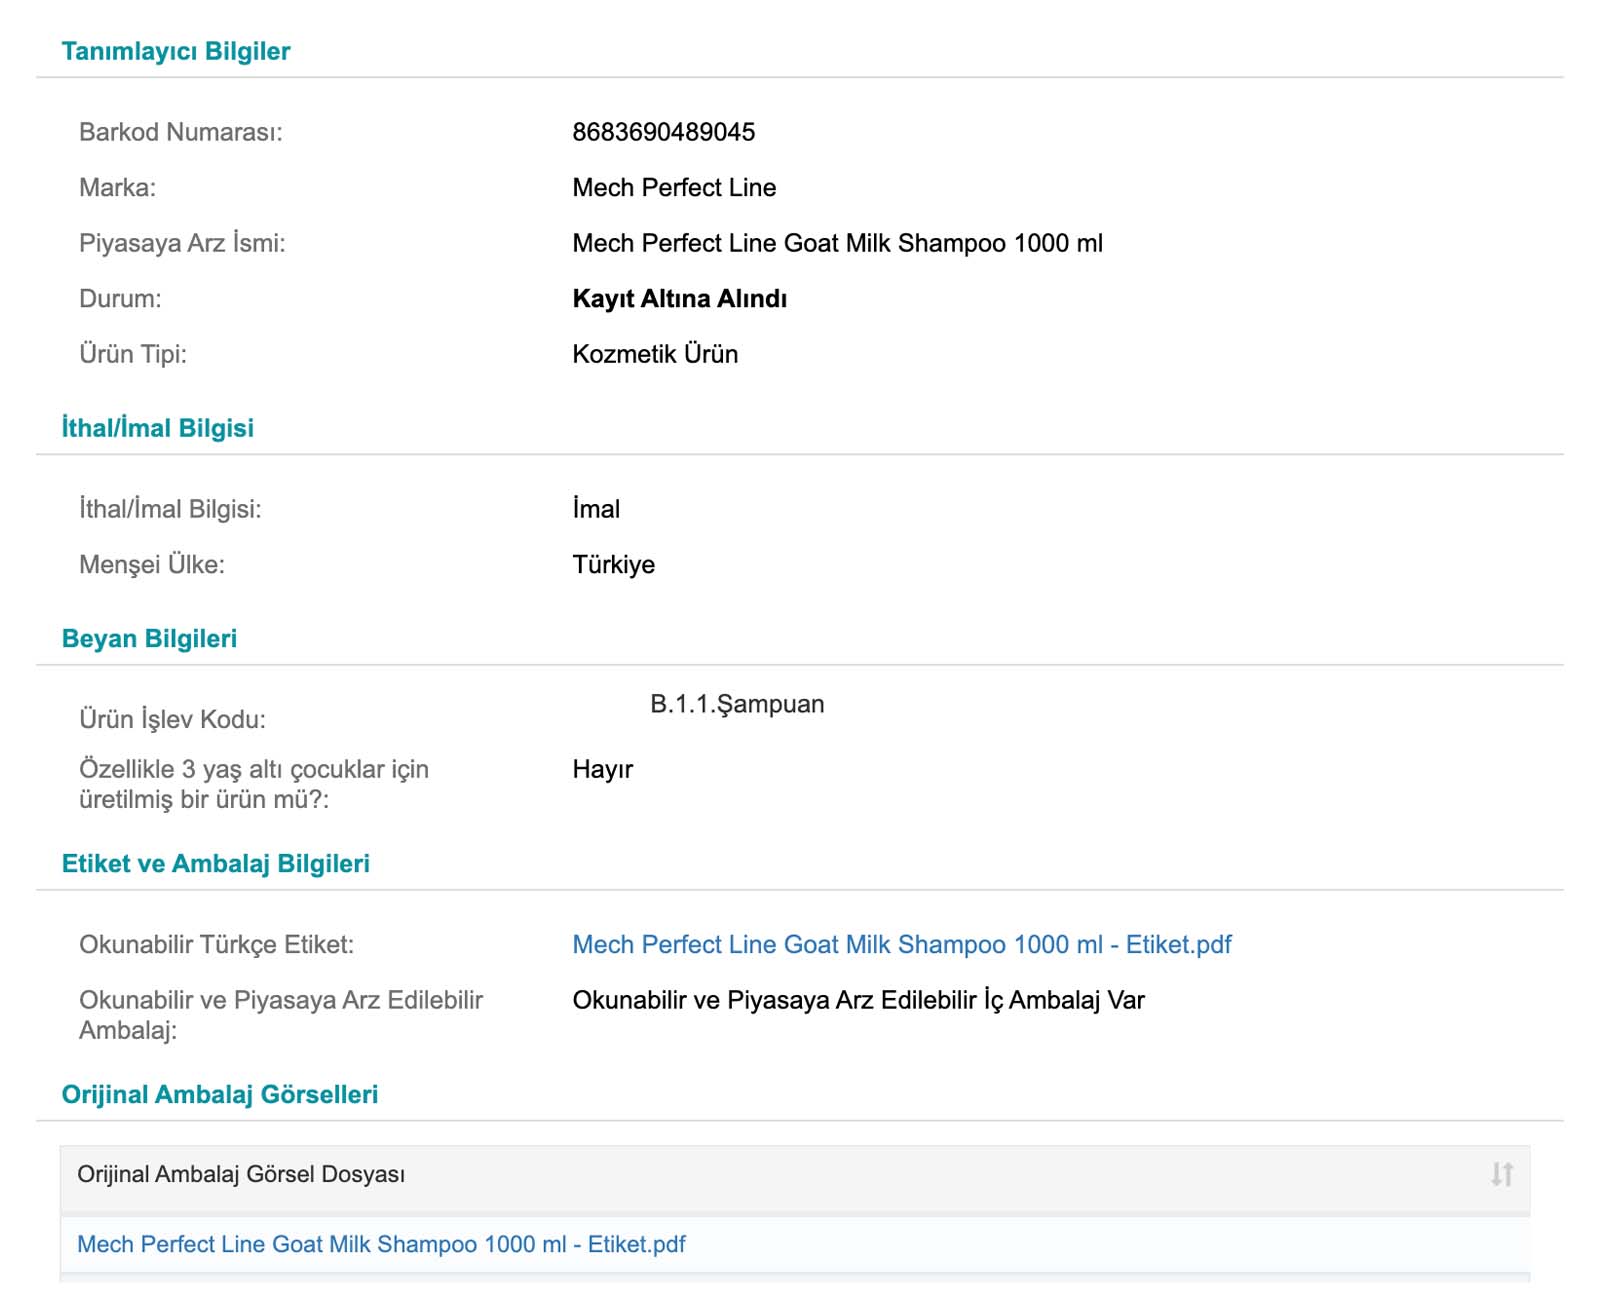 Tanımlayıcı Bilgiler
Barkod Numarası: 8683690489045
Marka: Mech Perfect Line
Piyasaya Arz İsmi: Mech Perfect Line Goat Milk Shampoo 1000 ml
Durum: Kayıt Altına Alındı
Ürün Tipi: Kozmetik Ürün
İthal/İmal Bilgisi
İthal/İmal Bilgisi: İmal
Menşei Ülke: Türkiye
Beyan Bilgileri
Ürün İşlev Kodu: B.1.1.Şampuan
Özellikle 3 yaş altı çocuklar için Hayır
üretilmiş bir ürün mü?:
Etiket ve Ambalaj Bilgileri
Okunabilir Türkçe Etiket: Mech Perfect Line Goat Milk Shampoo 1000 ml - Etiket.pdf
Okunabilir ve Piyasaya Arz Edilebilir Okunabilir ve Piyasaya Arz Edilebilir İç Ambalaj Var
Ambalaj:
Orijinal Ambalaj Görselleri
Orijinal Ambalaj Görsel Dosyası
Mech Perfect Line Goat Milk Shampoo 1000 ml - Etiket.pdf